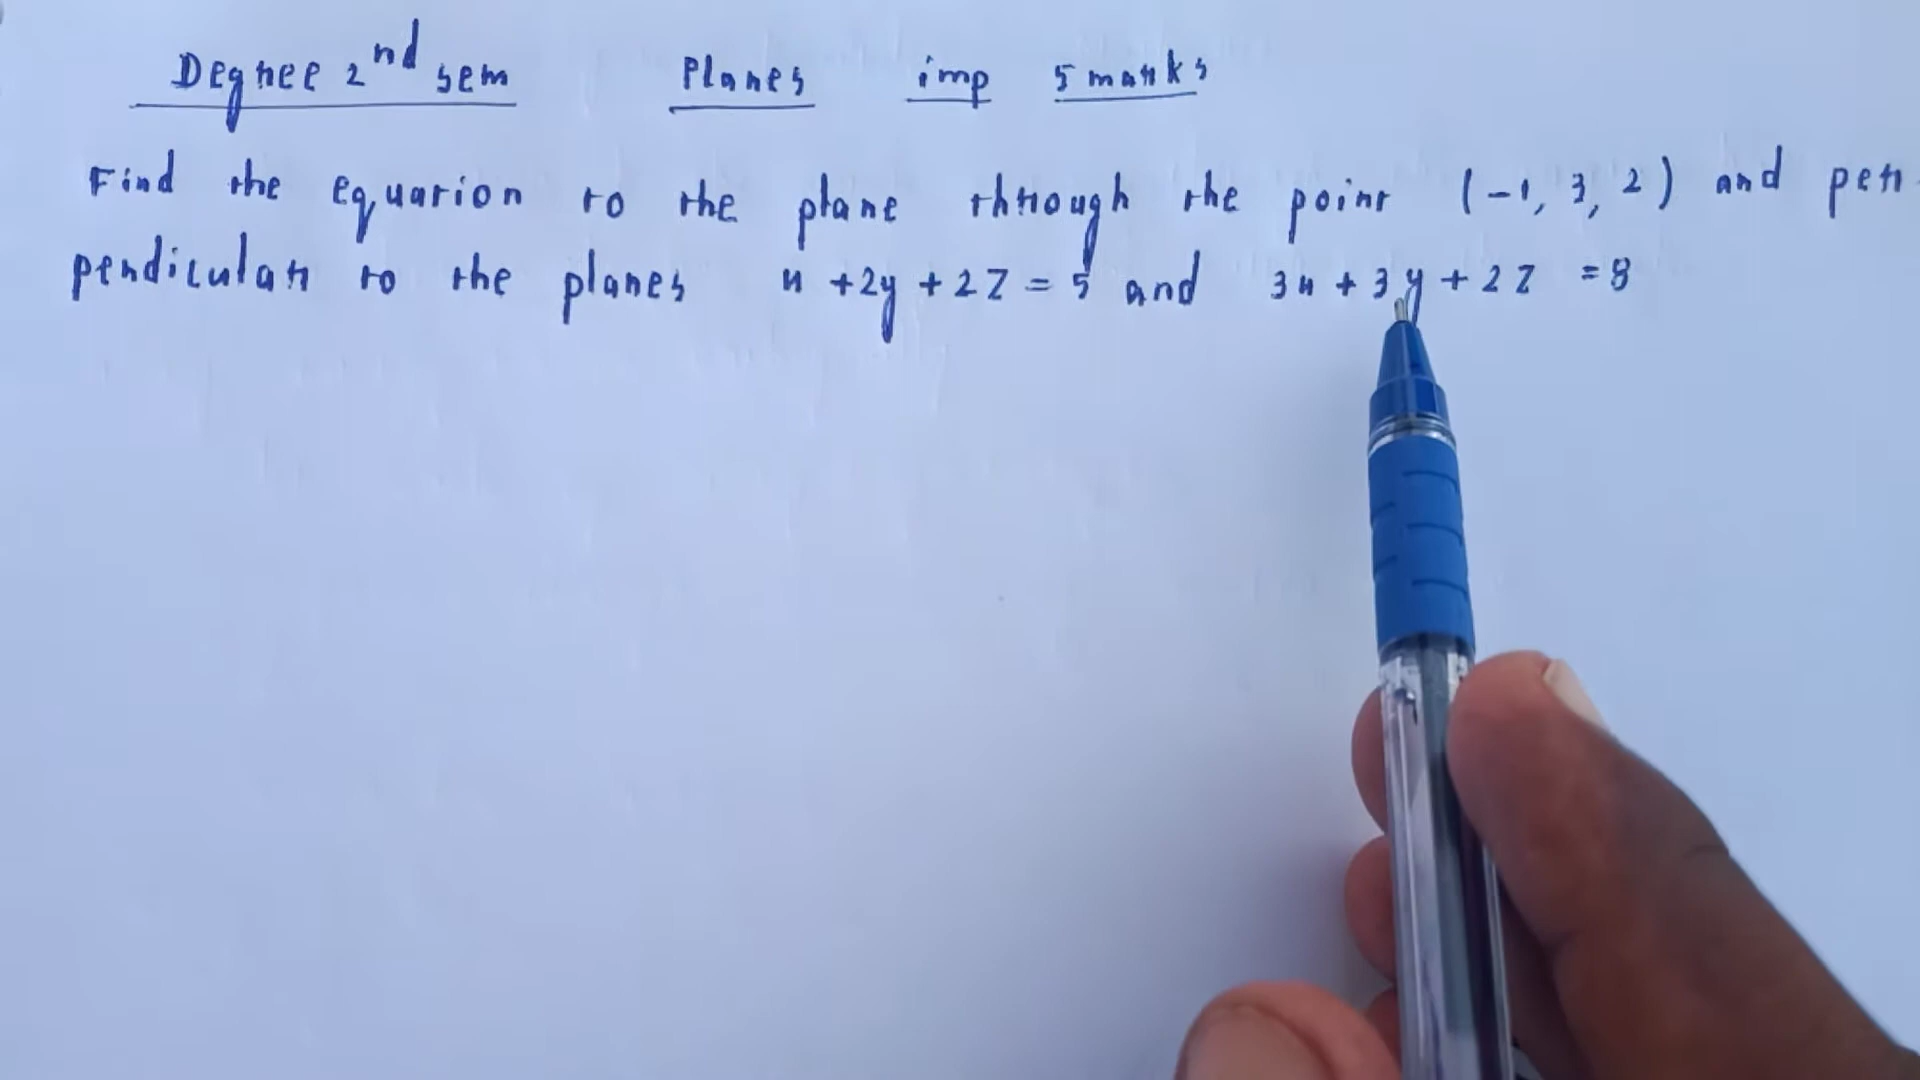 Degree 2nd sem Planes imp 5 marks
Find the equation to the plane through the point (-1, 3, 2) and per-
pendicular to the planes x + 2y + 2z = 5 and 3x + 3y + 2z = 8